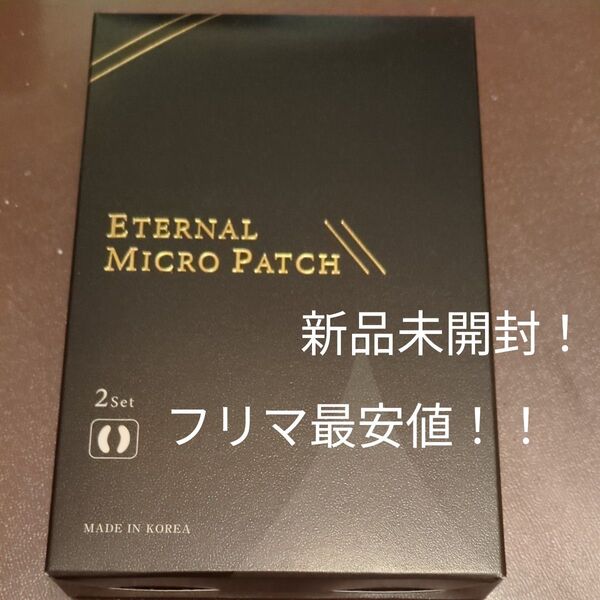 ETERNAL
MICRO PATCH
新品未開封！
2Set
フリマ最安値！！
MADE IN KOREA